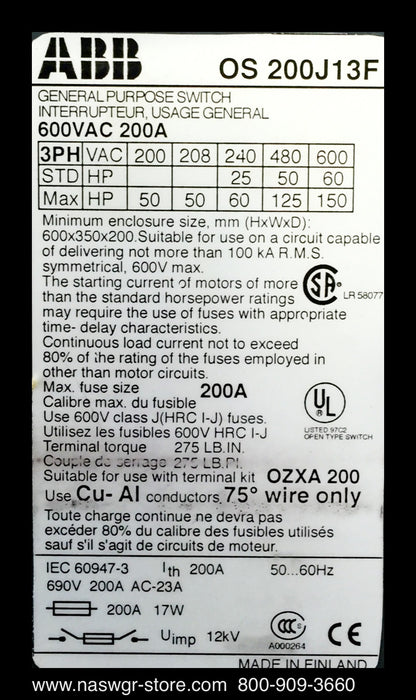 ABB OS 200J13F
GENERAL PURPOSE SWITCH
INTERRUPTEUR, USAGE GENERAL
600VAC 200A
3PH VAC 200 208 240 480 600
STD HP 25 50 60
Max HP 50 50 60 125 150
Minimum enclosure size, mm (HxWxD):
600x350x200.Suitable for use on a circuit capable
of delivering not more than 100 kA R.M.S.
symmetrical, 600V max.
The starting current of motors of more
than the standard horsepower ratings
may require the use of fuses with appropriate
time- delay characteristics.
SA ® LR 58077
Continuous load current not to exceed
80% of the rating of the fuses employed in
other than motor circuits.
Max. fuse size 200A
Calibre max. du fusible
Use 600V class J(HRC I-J) fuses.
Utilisez les fusibles 600V HRC I-J
UL
LISTED 97C2
OPEN TYPE SWITCH
Terminal torque 275 LB.IN.
Couple de serrage 275 LB.PI.
Suitable for use with terminal kit OZXA 200
Use Cu- Al conductors, 75° wire only
Toute charge continue ne devra pas
excéder 80% du calibre des fusibles utilisés
sauf s'il s'agit de circuits de moteur.
IEC 60947-3 Ith 200A 50...60Hz
690V 200A AC-23A
200A 17W
Uimp 12kV
CCC
A000264
CE
MADE IN FINLAND
www.naswgr-store.com 800-909-3660